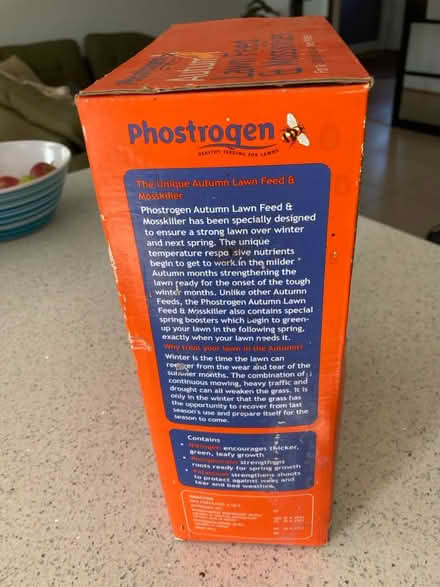 Phostrogen
Autumn
Lawn Feed
& Mosskiller
Phostrogen
HEALTHY FEEDING FOR LAWNS
The Unique Autumn Lawn Feed &
Mosskiller
Phostrogen Autumn Lawn Feed &
Mosskiller has been specially designed
to ensure a strong lawn over winter
and next spring. The unique
temperature responsive nutrients
begin to get to work in the milder
Autumn months strengthening the
lawn ready for the onset of the tough
winter months. Unlike other Autumn
Feeds, the Phostrogen Autumn Lawn
Feed & Mosskiller also contains special
spring boosters which begin to green-
up your lawn in the following spring,
exactly when your lawn needs it.
Why treat your lawn in the Autumn?
Winter is the time the lawn can
recover from the wear and tear of the
summer months. The combination of
continuous mowing, heavy traffic and
drought can all weaken the grass. It is
only in the winter that the grass has
the opportunity to recover from last
season's use and prepare itself for the
season to come.
Contains
• Nitrogen encourages thicker,
green, leafy growth
• Phosphorus strengthens
roots ready for spring growth
• Potassium strengthens shoots
to protect against wear and
tear and bad weather.